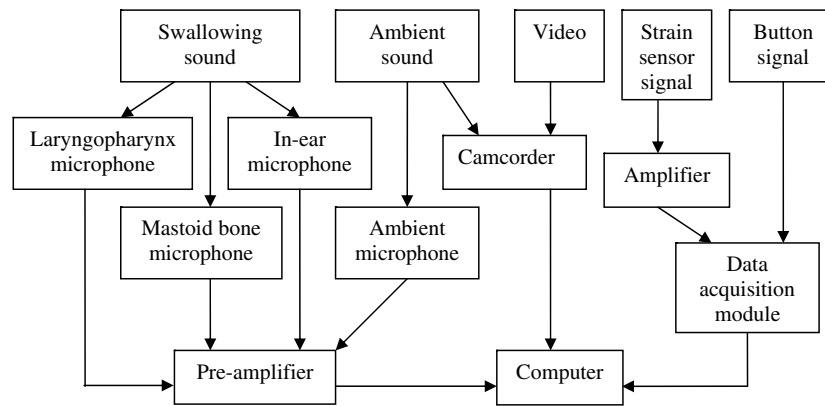 Swallowing
sound
Ambient
sound
Video
Strain
sensor
signal
Button
signal
Laryngopharynx
microphone
In-ear
microphone
Camcorder
Amplifier
Mastoid bone
microphone
Ambient
microphone
Data
acquisition
module
Pre-amplifier
Computer